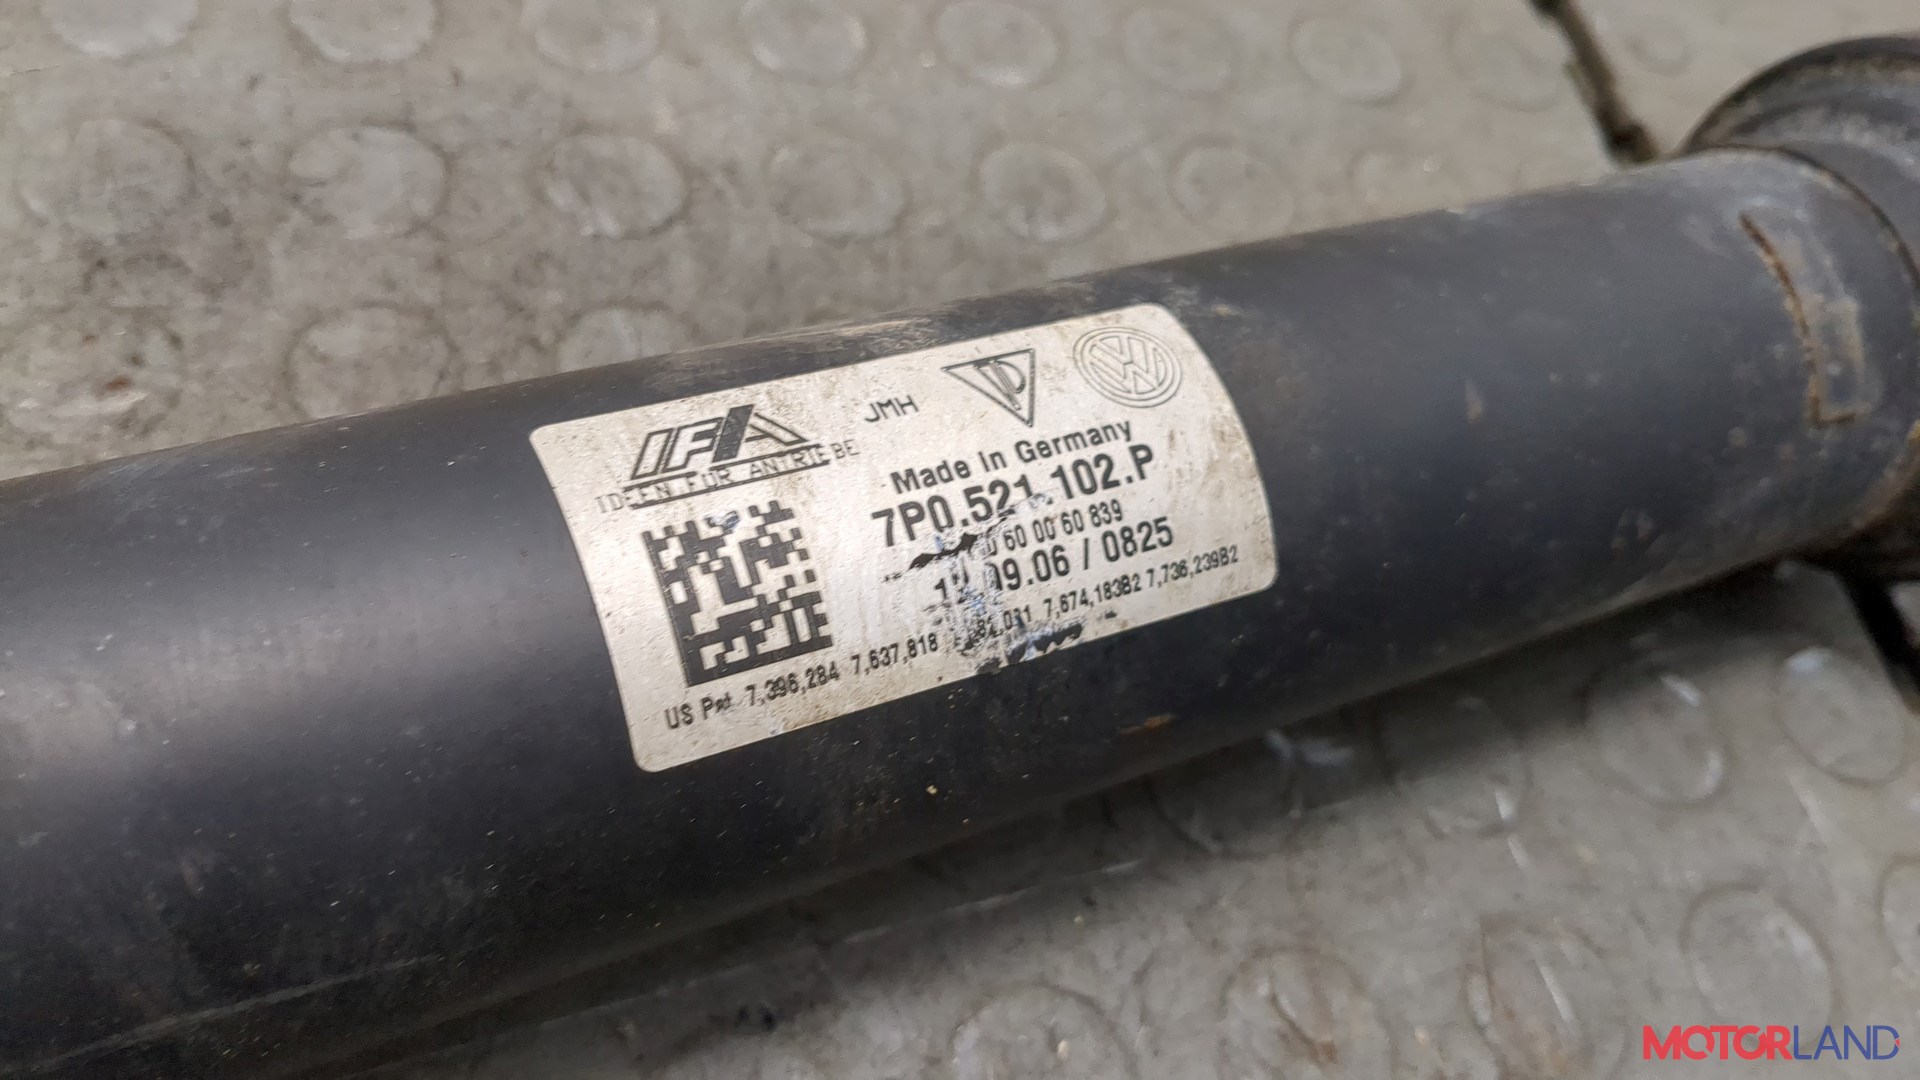 IFA
IDEEN FÜR ANTRIEBE
JMH
VW
Made in Germany
7P0.521.102.P
60 00 60 839
09.06 / 0825
US Pat 7,396,284 7,637,818 7,674,183B2 7,736,239B2
MOTORLAND